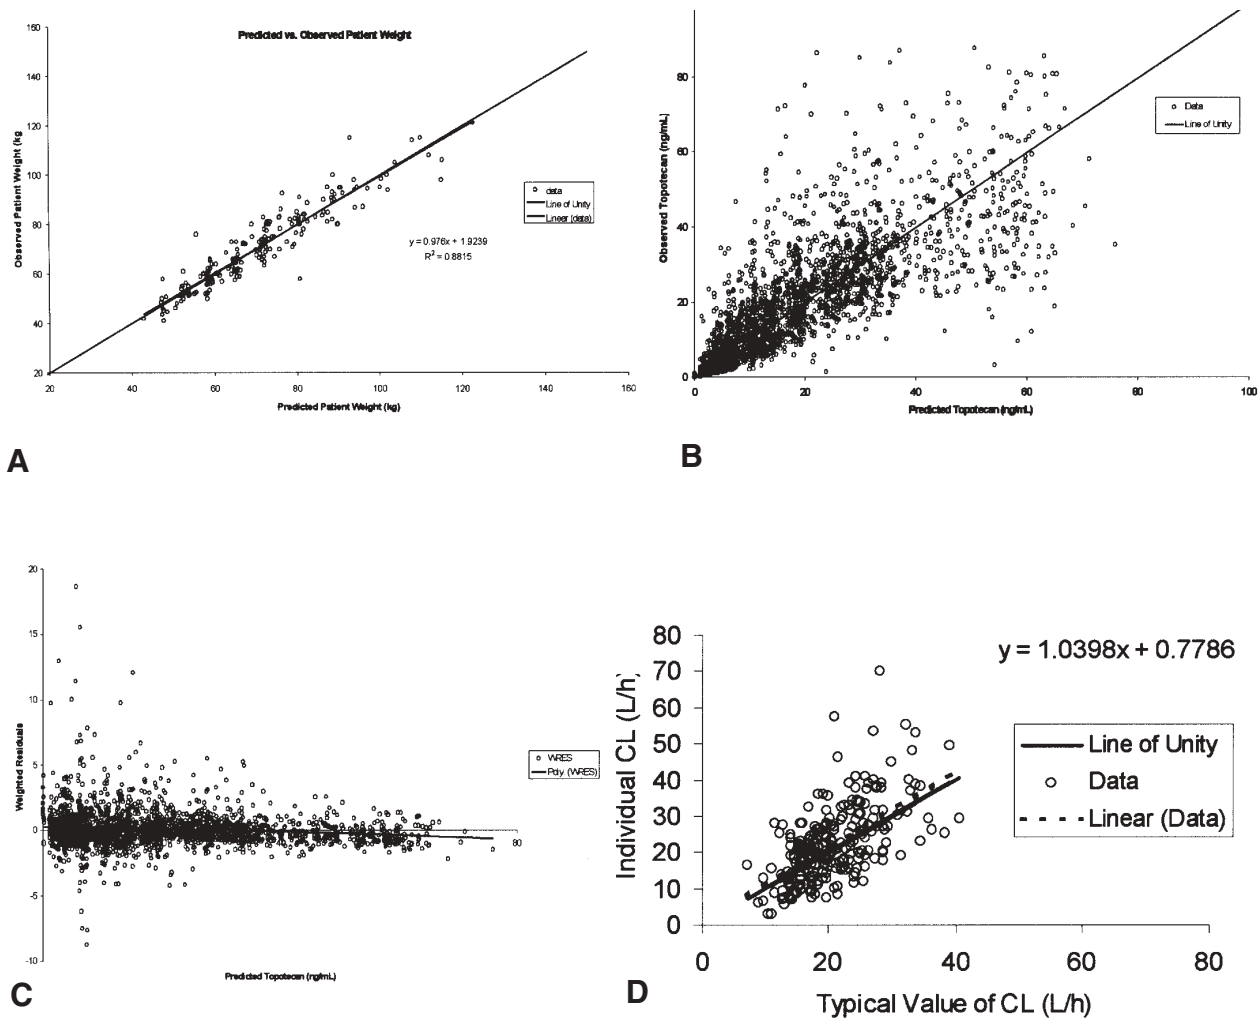 Predicted vs. Observed Patient Weight
160
140
120
100
80
60
40
20
Observed Patient Weight (kg)
data
Line of Unity
Linear (data)
y = 0.976x + 1.9239
R² = 0.8815
20 40 60 80 100 120 140 160
Predicted Patient Weight (kg)
A
80
60
40
20
0
Observed Topotecan (ng/mL)
Data
Line of Unity
0 20 40 60 80 100
Predicted Topotecan (ng/mL)
B
20
15
10
5
0
-5
-10
Weighted Residuals
WRES
Poly (WRES)
0 80
Predicted Topotecan (ng/mL)
C
80
70
60
50
40
30
20
10
0
Individual CL (L/h)
y = 1.0398x + 0.7786
Line of Unity
Data
Linear (Data)
0 20 40 60 80
Typical Value of CL (L/h)
D